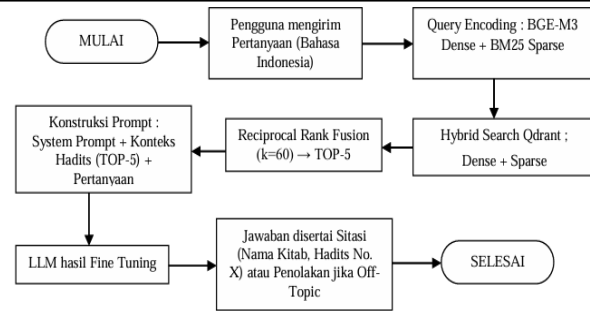 MULAI
Pengguna mengirim
Pertanyaan (Bahasa
Indonesia)
Query Encoding : BGE-M3
Dense + BM25 Sparse
Hybrid Search Qdrant ;
Dense + Sparse
Reciprocal Rank Fusion
(k=60) → TOP-5
Konstruksi Prompt :
System Prompt + Konteks
Hadits (TOP-5) +
Pertanyaan
LLM hasil Fine Tuning
Jawaban disertai Sitasi
(Nama Kitab, Hadits No.
X) atau Penolakan jika Off-
Topic
SELESAI